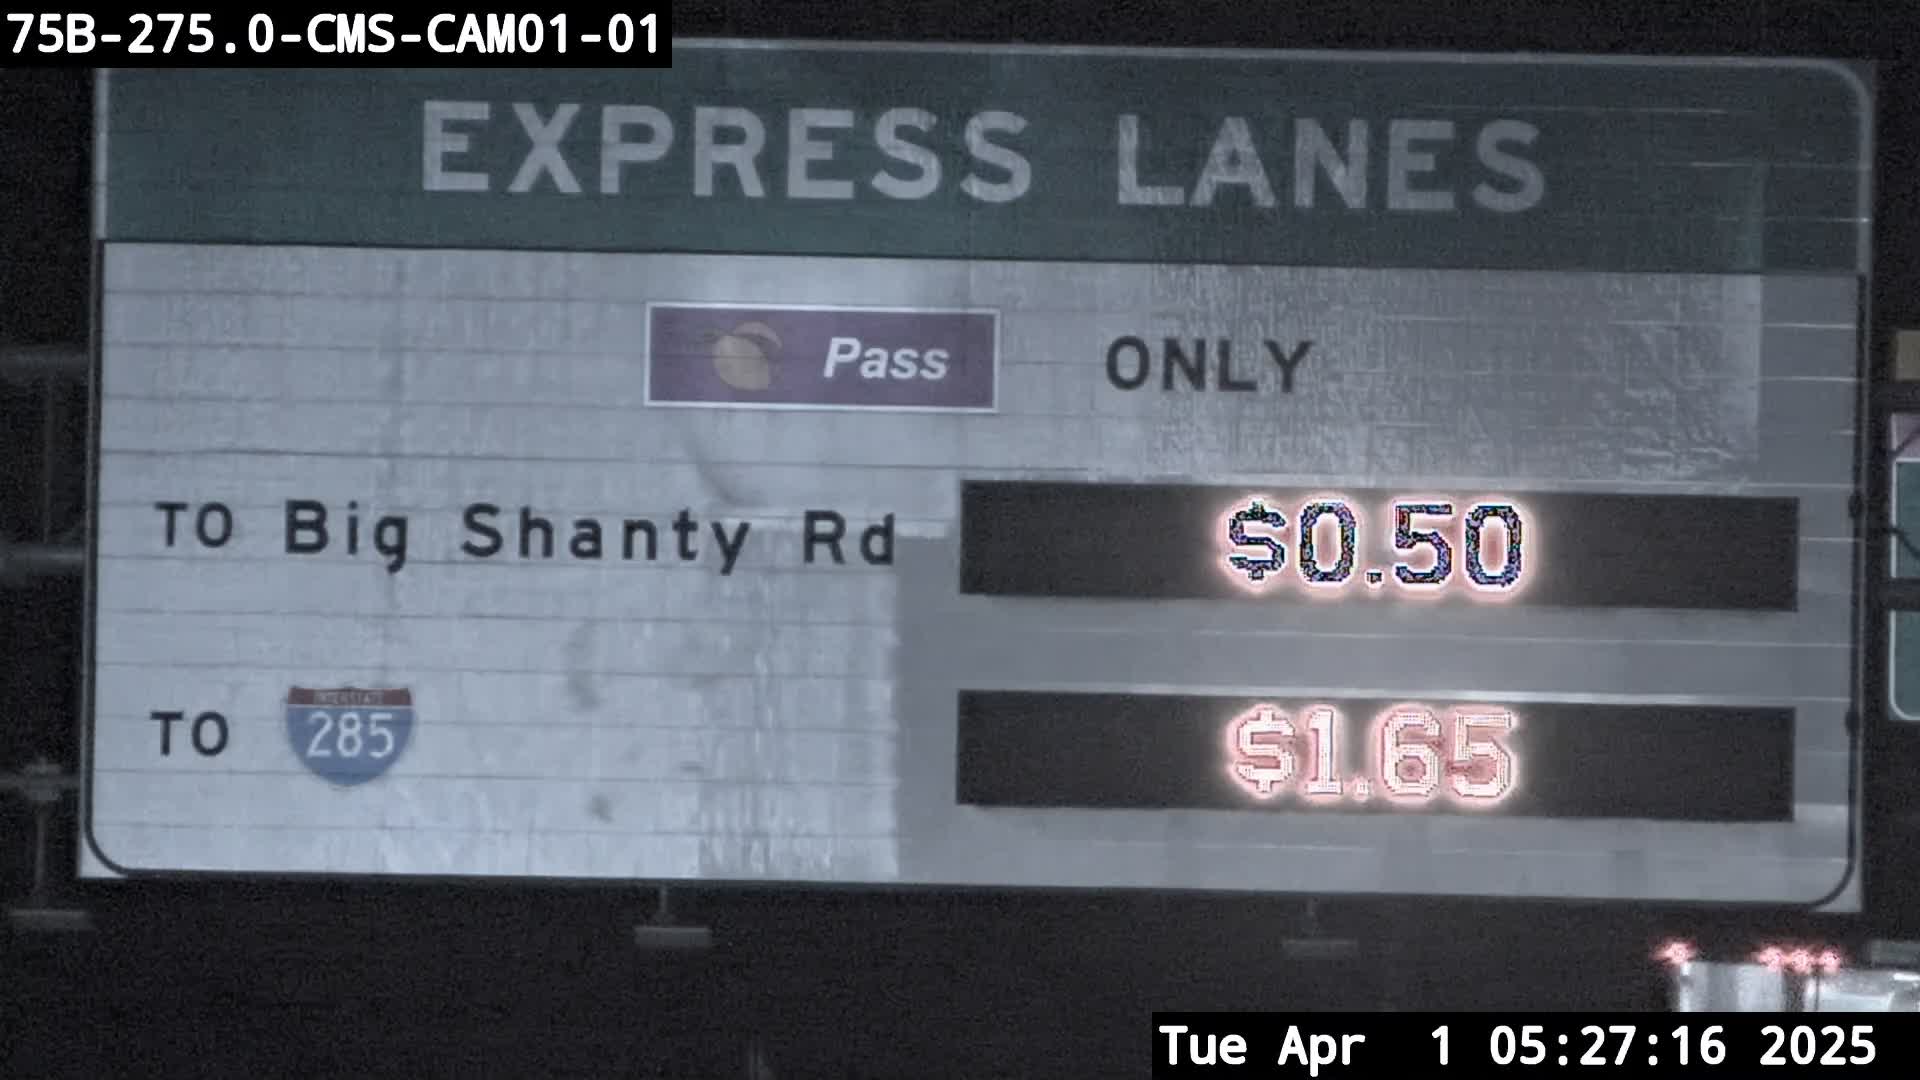 75B-275.0-CMS-CAM01-01
EXPRESS LANES
Pass ONLY
TO Big Shanty Rd $0.50
TO INTERSTATE 285 $1.65
Tue Apr 1 05:27:16 2025